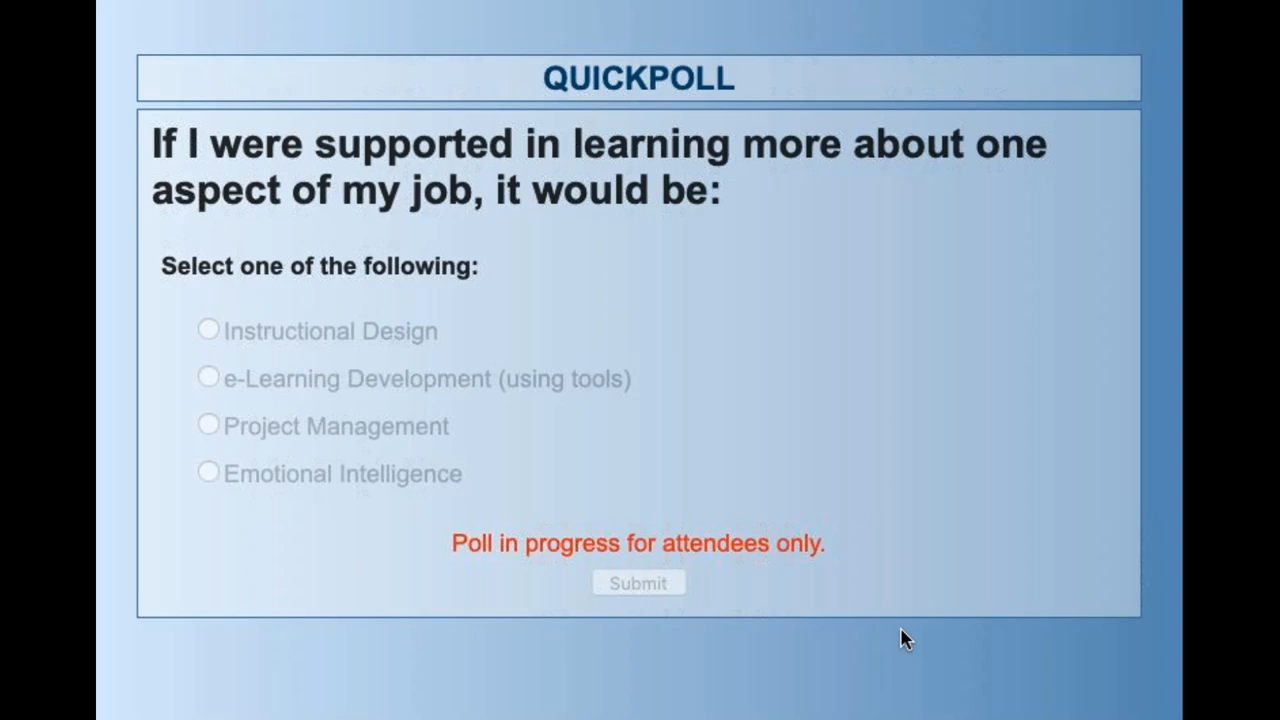 QUICKPOLL
If I were supported in learning more about one
aspect of my job, it would be:
Select one of the following:
Instructional Design
e-Learning Development (using tools)
Project Management
Emotional Intelligence
Poll in progress for attendees only.
Submit